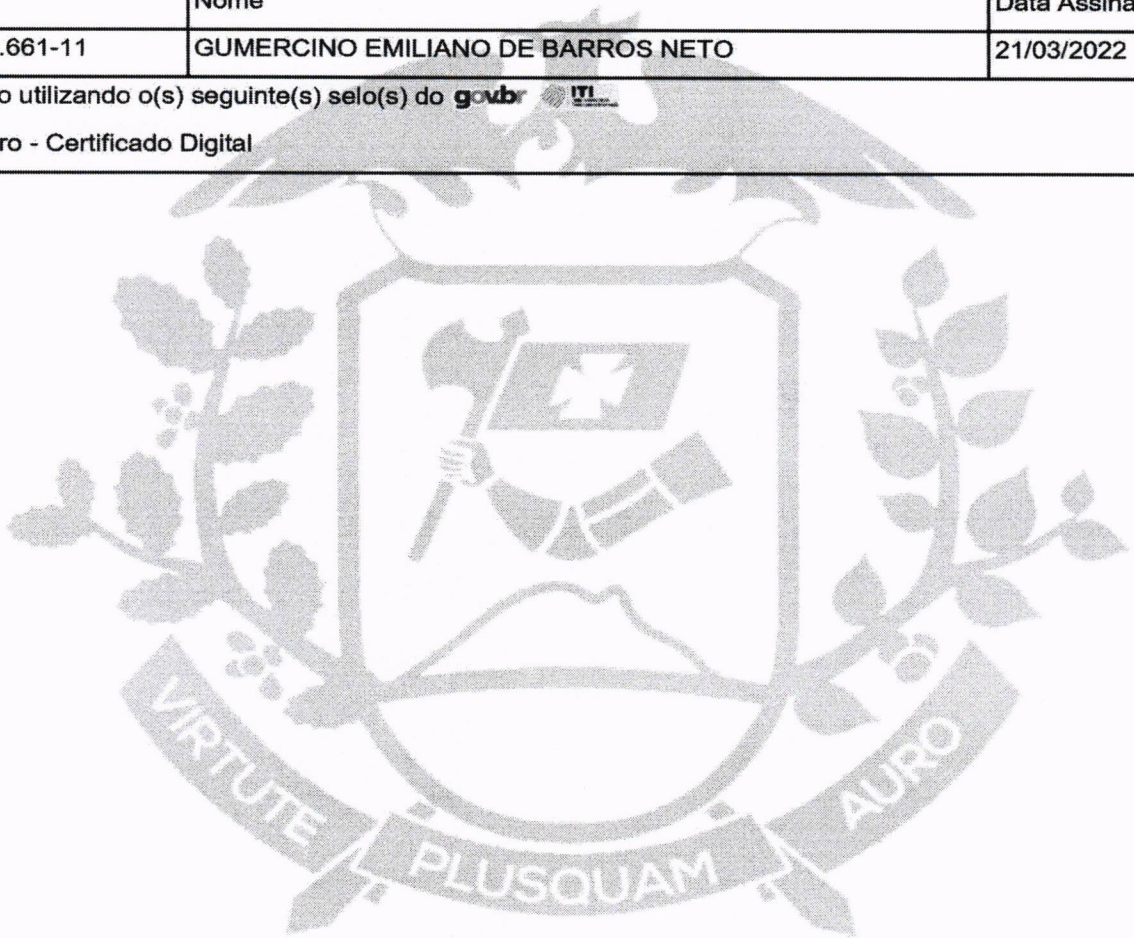 Nome Data Assina
.661-11 GUMERCINO EMILIANO DE BARROS NETO 21/03/2022
o utilizando o(s) seguinte(s) selo(s) do govbr ITI
ro - Certificado Digital
VIRTUTE PLUSQUAM AURO